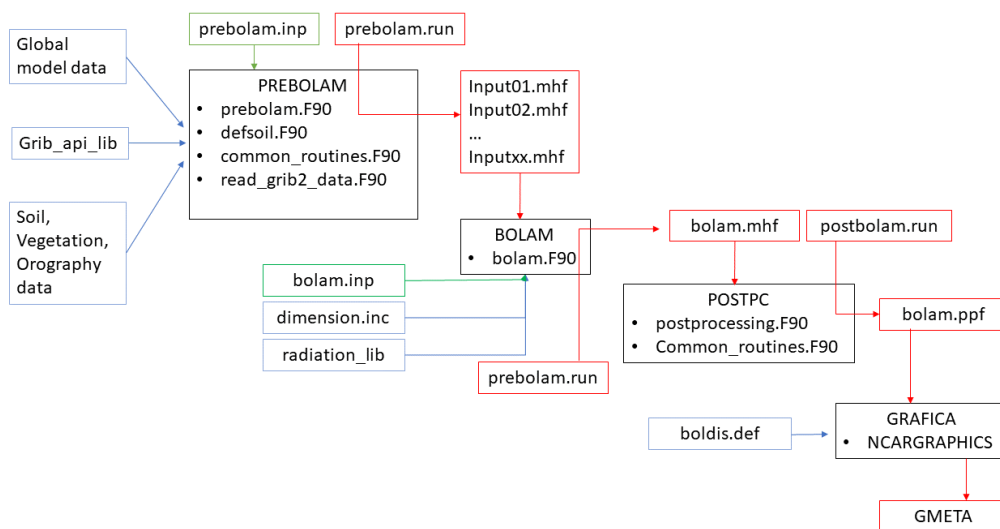 prebolam.inp
prebolam.run
Global
model data
PREBOLAM
• prebolam.F90
• defsoil.F90
• common_routines.F90
• read_grib2_data.F90
Input01.mhf
Input02.mhf
...
Inputxx.mhf
Grib_api_lib
Soil,
Vegetation,
Orography
data
BOLAM
• bolam.F90
bolam.mhf
postbolam.run
bolam.inp
dimension.inc
radiation_lib
prebolam.run
POSTPC
• postprocessing.F90
• Common_routines.F90
bolam.ppf
boldis.def
GRAFICA
• NCARGRAPHICS
GMETA